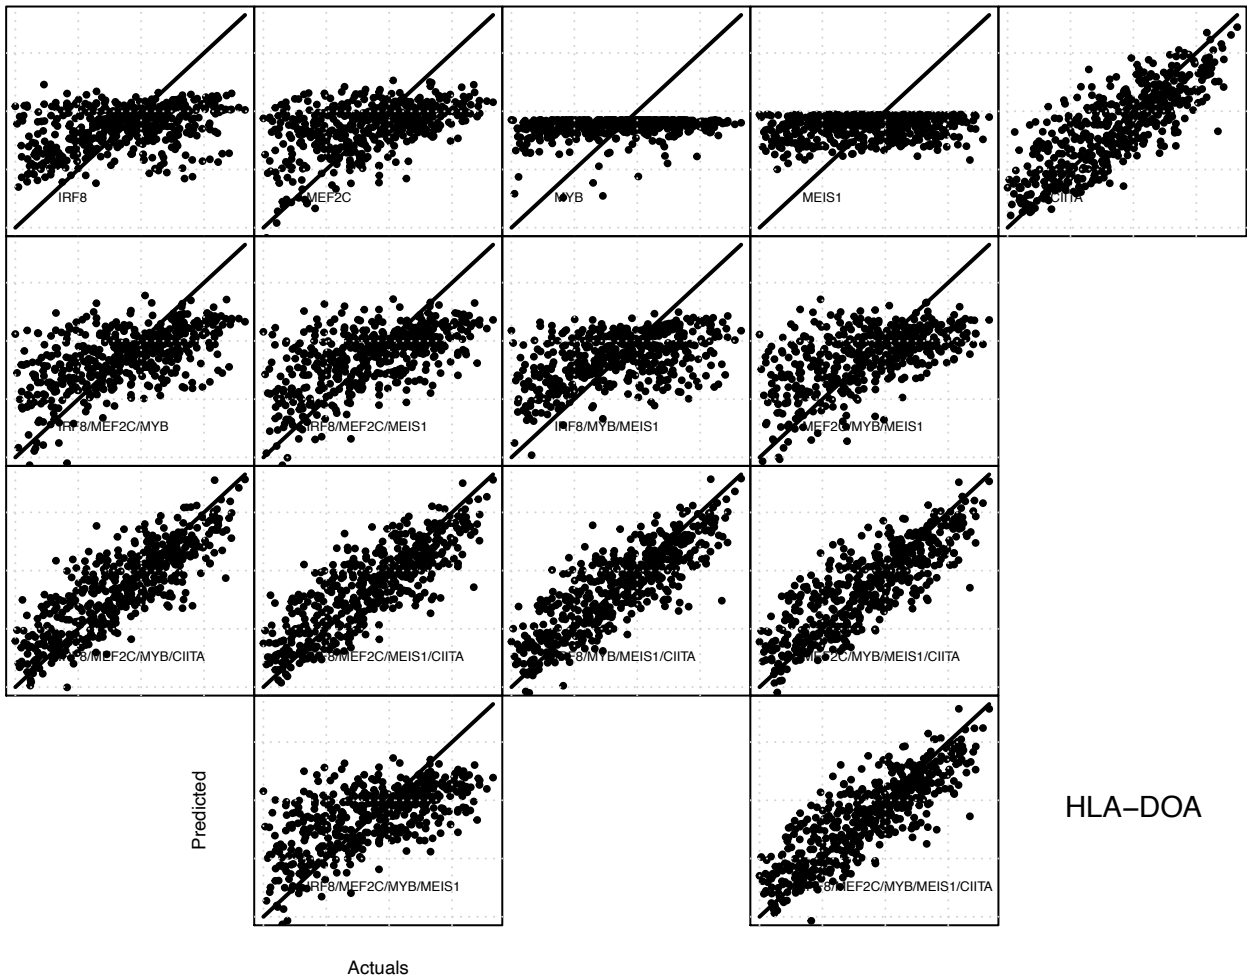 IRF8
MEF2C
MYB
MEIS1
CIITA
IRF8/MEF2C/MYB
IRF8/MEF2C/MEIS1
IRF8/MYB/MEIS1
MEF2C/MYB/MEIS1
IRF8/MEF2C/MYB/CIITA
IRF8/MEF2C/MEIS1/CIITA
IRF8/MYB/MEIS1/CIITA
MEF2C/MYB/MEIS1/CIITA
Predicted
IRF8/MEF2C/MYB/MEIS1
IRF8/MEF2C/MYB/MEIS1/CIITA
HLA−DOA
Actuals